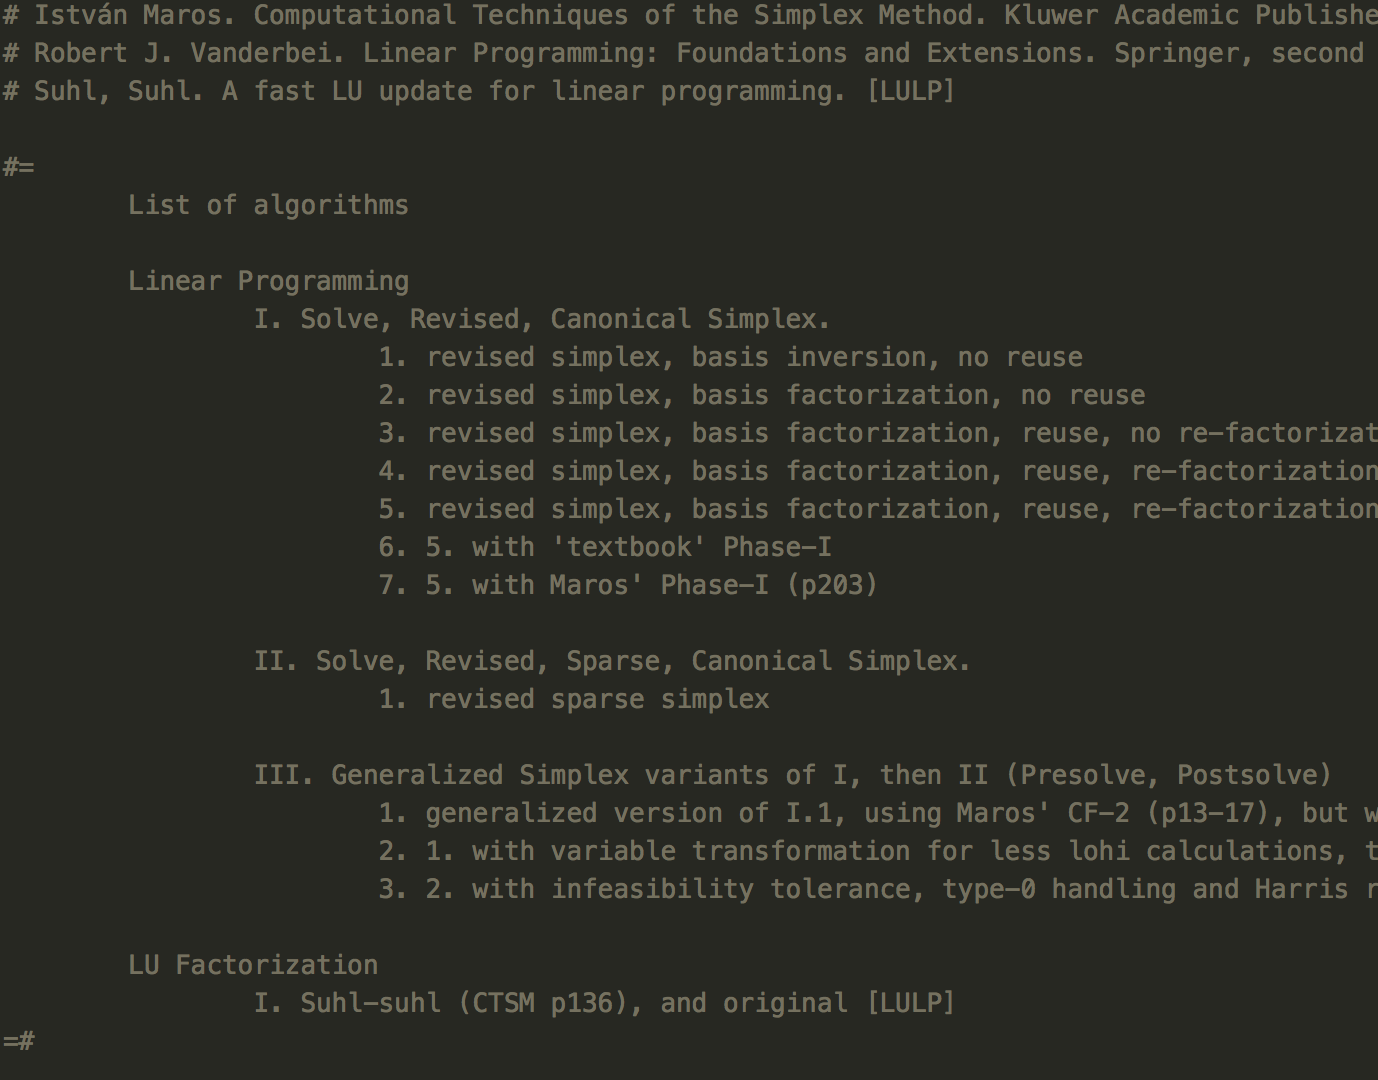 # István Maros. Computational Techniques of the Simplex Method. Kluwer Academic Publishe
# Robert J. Vanderbei. Linear Programming: Foundations and Extensions. Springer, second
# Suhl, Suhl. A fast LU update for linear programming. [LULP]
#=
List of algorithms
Linear Programming
I. Solve, Revised, Canonical Simplex.
1. revised simplex, basis inversion, no reuse
2. revised simplex, basis factorization, no reuse
3. revised simplex, basis factorization, reuse, no re-factorizat
4. revised simplex, basis factorization, reuse, re-factorization
5. revised simplex, basis factorization, reuse, re-factorization
6. 5. with 'textbook' Phase-I
7. 5. with Maros' Phase-I (p203)
II. Solve, Revised, Sparse, Canonical Simplex.
1. revised sparse simplex
III. Generalized Simplex variants of I, then II (Presolve, Postsolve)
1. generalized version of I.1, using Maros' CF-2 (p13-17), but w
2. 1. with variable transformation for less lohi calculations, t
3. 2. with infeasibility tolerance, type-0 handling and Harris r
LU Factorization
I. Suhl-suhl (CTSM p136), and original [LULP]
=#